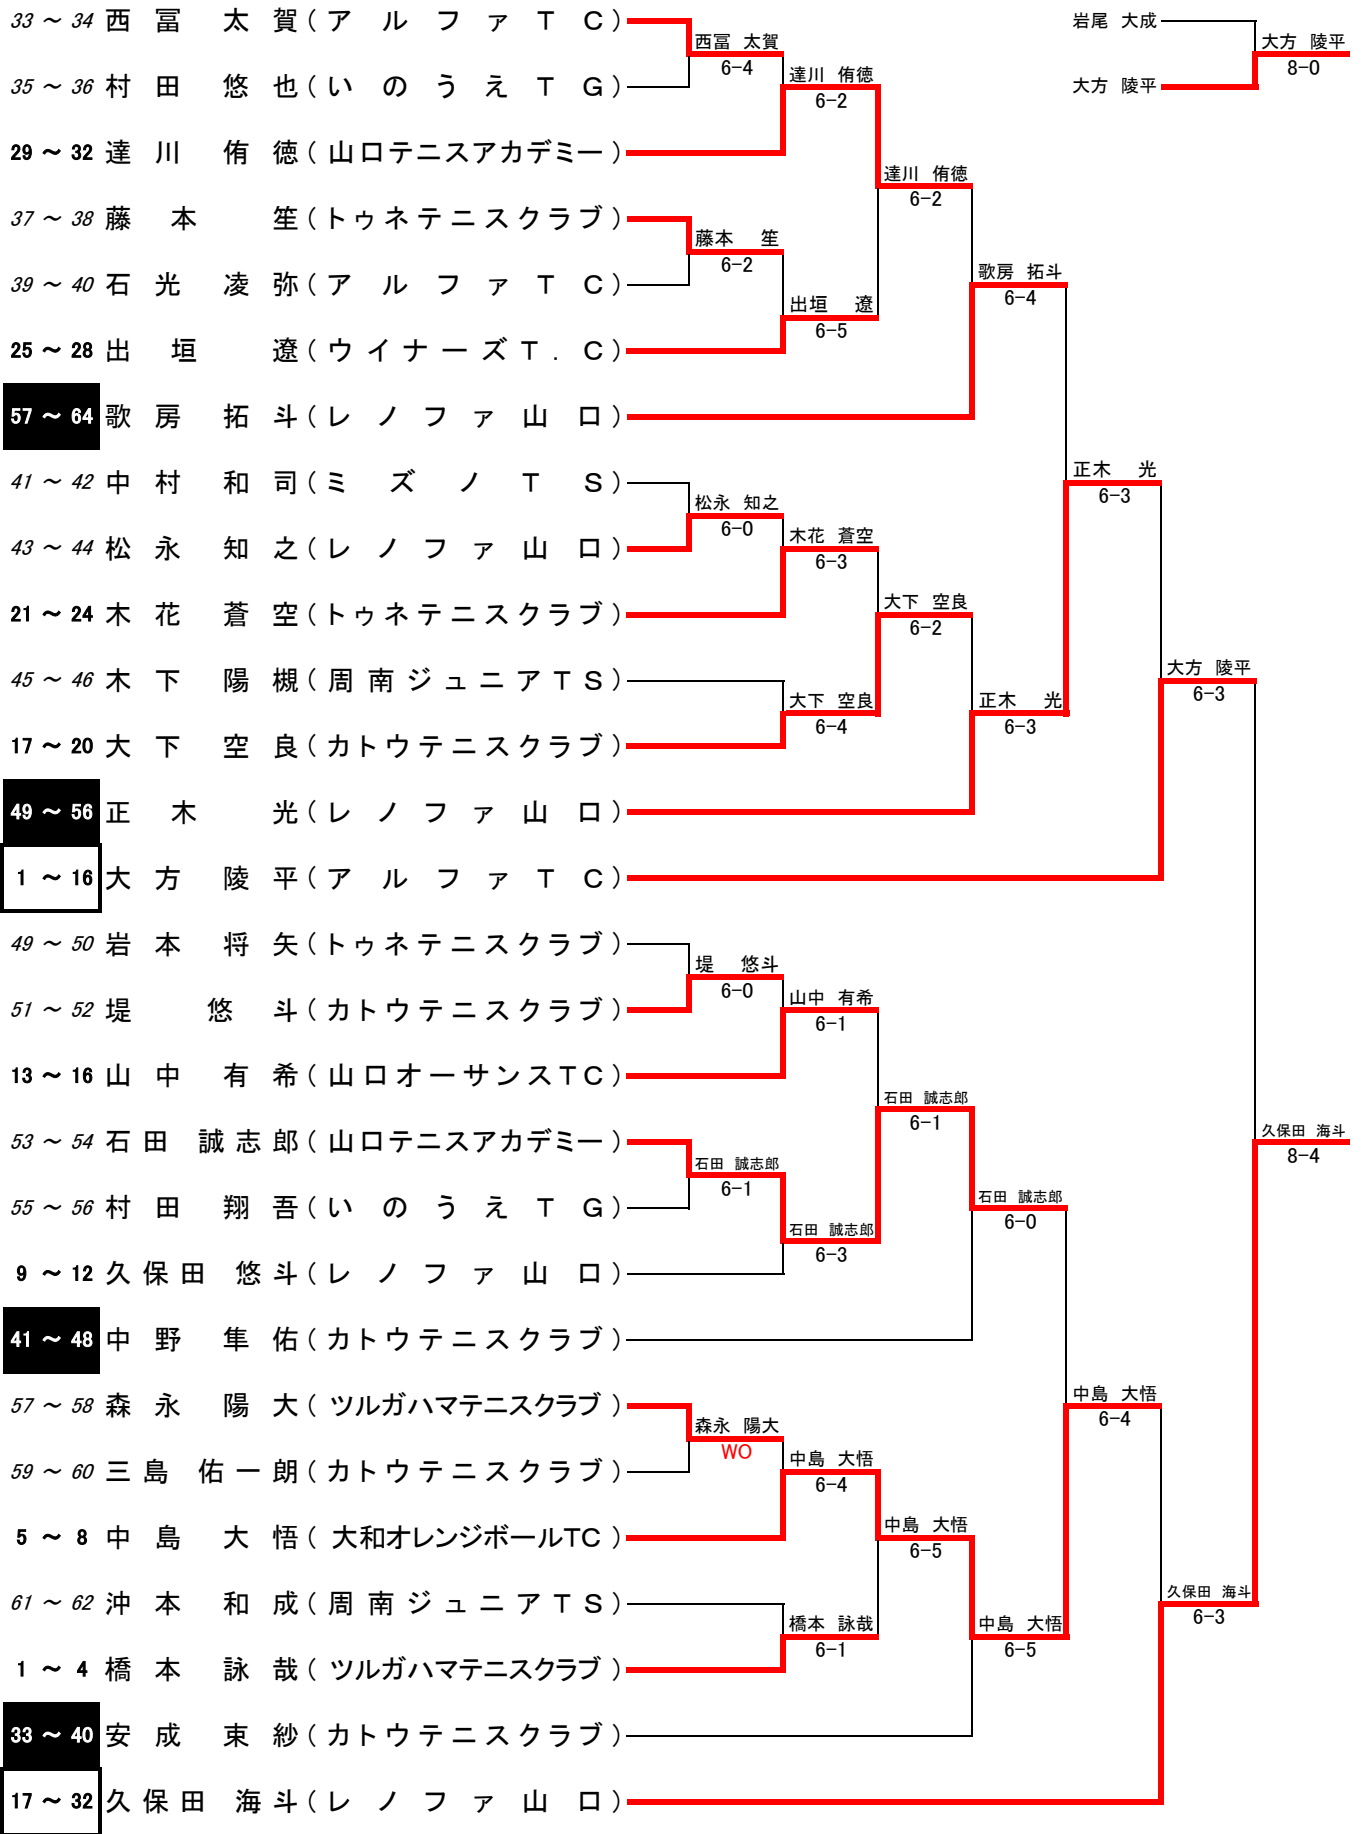 33 ～ 34 西冨 太賀 ( アルファTC )
35 ～ 36 村田 悠也 ( いのうえTG )
29 ～ 32 達川 侑徳 ( 山口テニスアカデミー )
37 ～ 38 藤本 笙 ( トゥネテニスクラブ )
39 ～ 40 石光 凌弥 ( アルファTC )
25 ～ 28 出垣 遼 ( ウイナーズT.C )
57 ～ 64 歌房 拓斗 ( レノファ山口 )
41 ～ 42 中村 和司 ( ミズノTS )
43 ～ 44 松永 知之 ( レノファ山口 )
21 ～ 24 木花 蒼空 ( トゥネテニスクラブ )
45 ～ 46 木下 陽槻 ( 周南ジュニアTS )
17 ～ 20 大下 空良 ( カトウテニスクラブ )
49 ～ 56 正木 光 ( レノファ山口 )
1 ～ 16 大方 陵平 ( アルファTC )
49 ～ 50 岩本 将矢 ( トゥネテニスクラブ )
51 ～ 52 堤 悠斗 ( カトウテニスクラブ )
13 ～ 16 山中 有希 ( 山口オーサンスTC )
53 ～ 54 石田 誠志郎 ( 山口テニスアカデミー )
55 ～ 56 村田 翔吾 ( いのうえTG )
9 ～ 12 久保田 悠斗 ( レノファ山口 )
41 ～ 48 中野 隼佑 ( カトウテニスクラブ )
57 ～ 58 森永 陽大 ( ツルガハマテニスクラブ )
59 ～ 60 三島 佑一朗 ( カトウテニスクラブ )
5 ～ 8 中島 大悟 ( 大和オレンジボールTC )
61 ～ 62 沖本 和成 ( 周南ジュニアTS )
1 ～ 4 橋本 詠哉 ( ツルガハマテニスクラブ )
33 ～ 40 安成 東紗 ( カトウテニスクラブ )
17 ～ 32 久保田 海斗 ( レノファ山口 )
西冨 太賀
6-4
藤本 笙
6-2
松永 知之
6-0
堤 悠斗
6-0
石田 誠志郎
6-1
森永 陽大
WO
達川 侑徳
6-2
出垣 遼
6-5
木花 蒼空
6-3
大下 空良
6-4
山中 有希
6-1
石田 誠志郎
6-3
中島 大悟
6-4
橋本 詠哉
6-1
達川 侑徳
6-2
大下 空良
6-2
石田 誠志郎
6-1
中島 大悟
6-5
歌房 拓斗
6-4
正木 光
6-3
石田 誠志郎
6-0
中島 大悟
6-5
正木 光
6-3
中島 大悟
6-4
大方 陵平
6-3
久保田 海斗
6-3
久保田 海斗
8-4
岩尾 大成
大方 陵平
大方 陵平
8-0